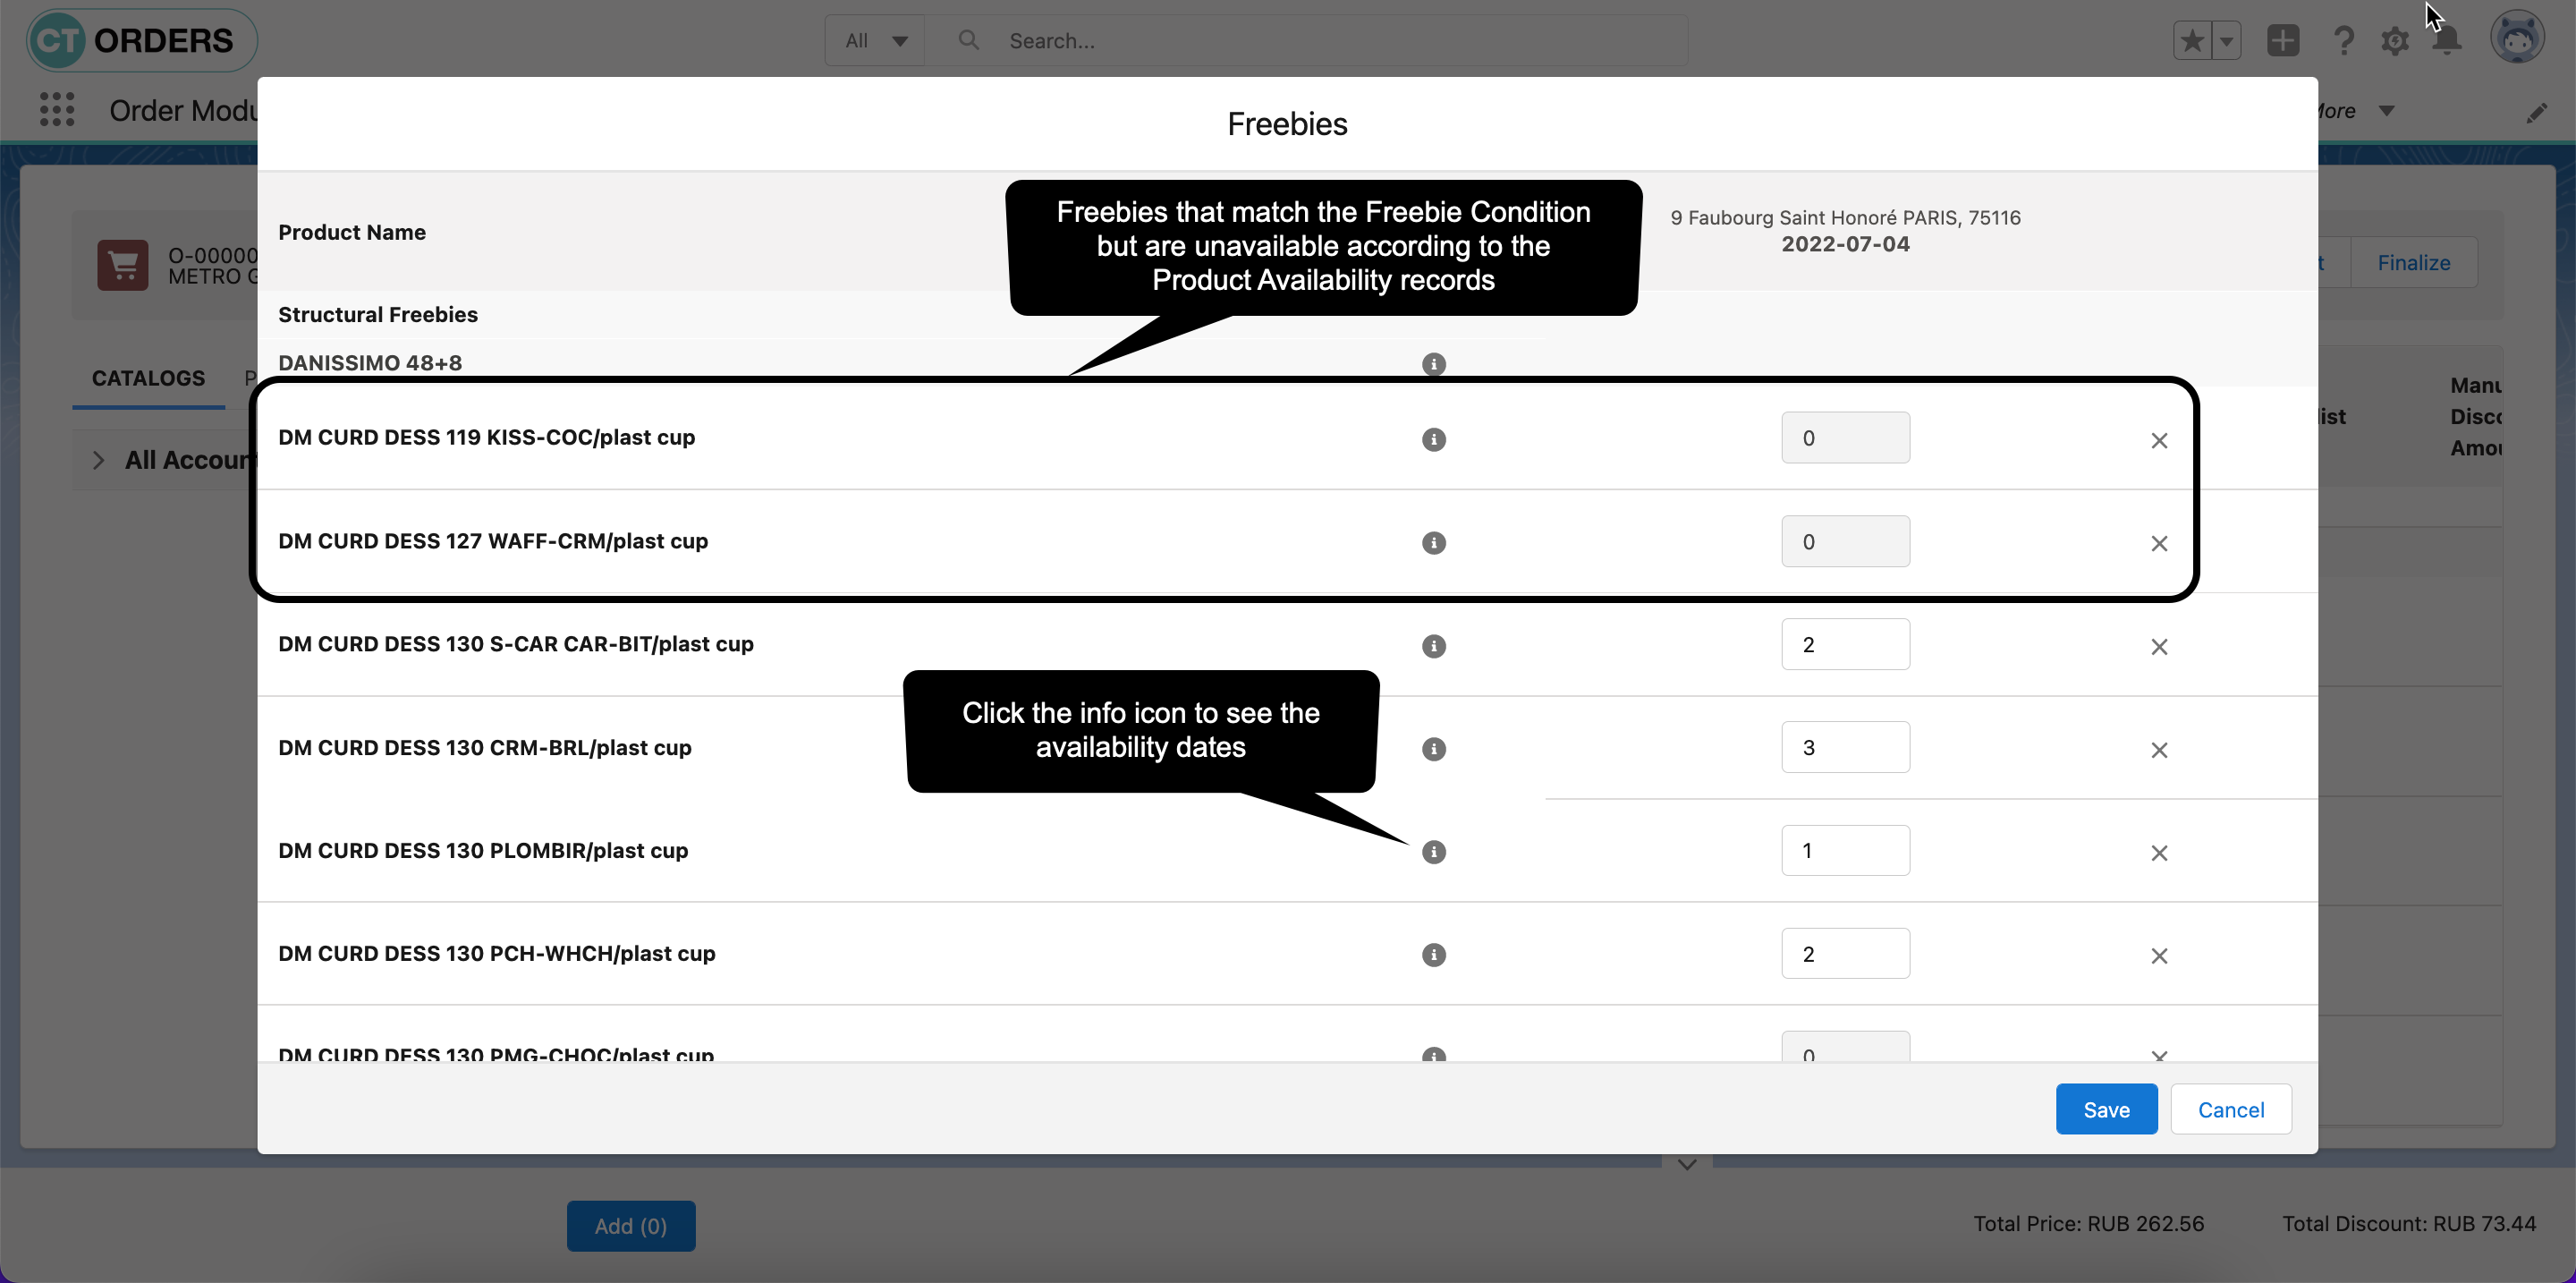 CT ORDERS
All
Search...
Order Modu
More
Freebies
Product Name
9 Faubourg Saint Honoré PARIS, 75116
2022-07-04
Freebies that match the Freebie Condition
but are unavailable according to the
Product Availability records
O-00000
METRO G
t
Finalize
Structural Freebies
DANISSIMO 48+8
CATALOGS
P
Manu
Disco
Amou
list
All Accoun
DM CURD DESS 119 KISS-COC/plast cup
0
DM CURD DESS 127 WAFF-CRM/plast cup
0
DM CURD DESS 130 S-CAR CAR-BIT/plast cup
2
Click the info icon to see the
availability dates
DM CURD DESS 130 CRM-BRL/plast cup
3
DM CURD DESS 130 PLOMBIR/plast cup
1
DM CURD DESS 130 PCH-WHCH/plast cup
2
DM CURD DESS 130 PMG-CHOC/plast cup
0
Save
Cancel
Add (0)
Total Price: RUB 262.56
Total Discount: RUB 73.44